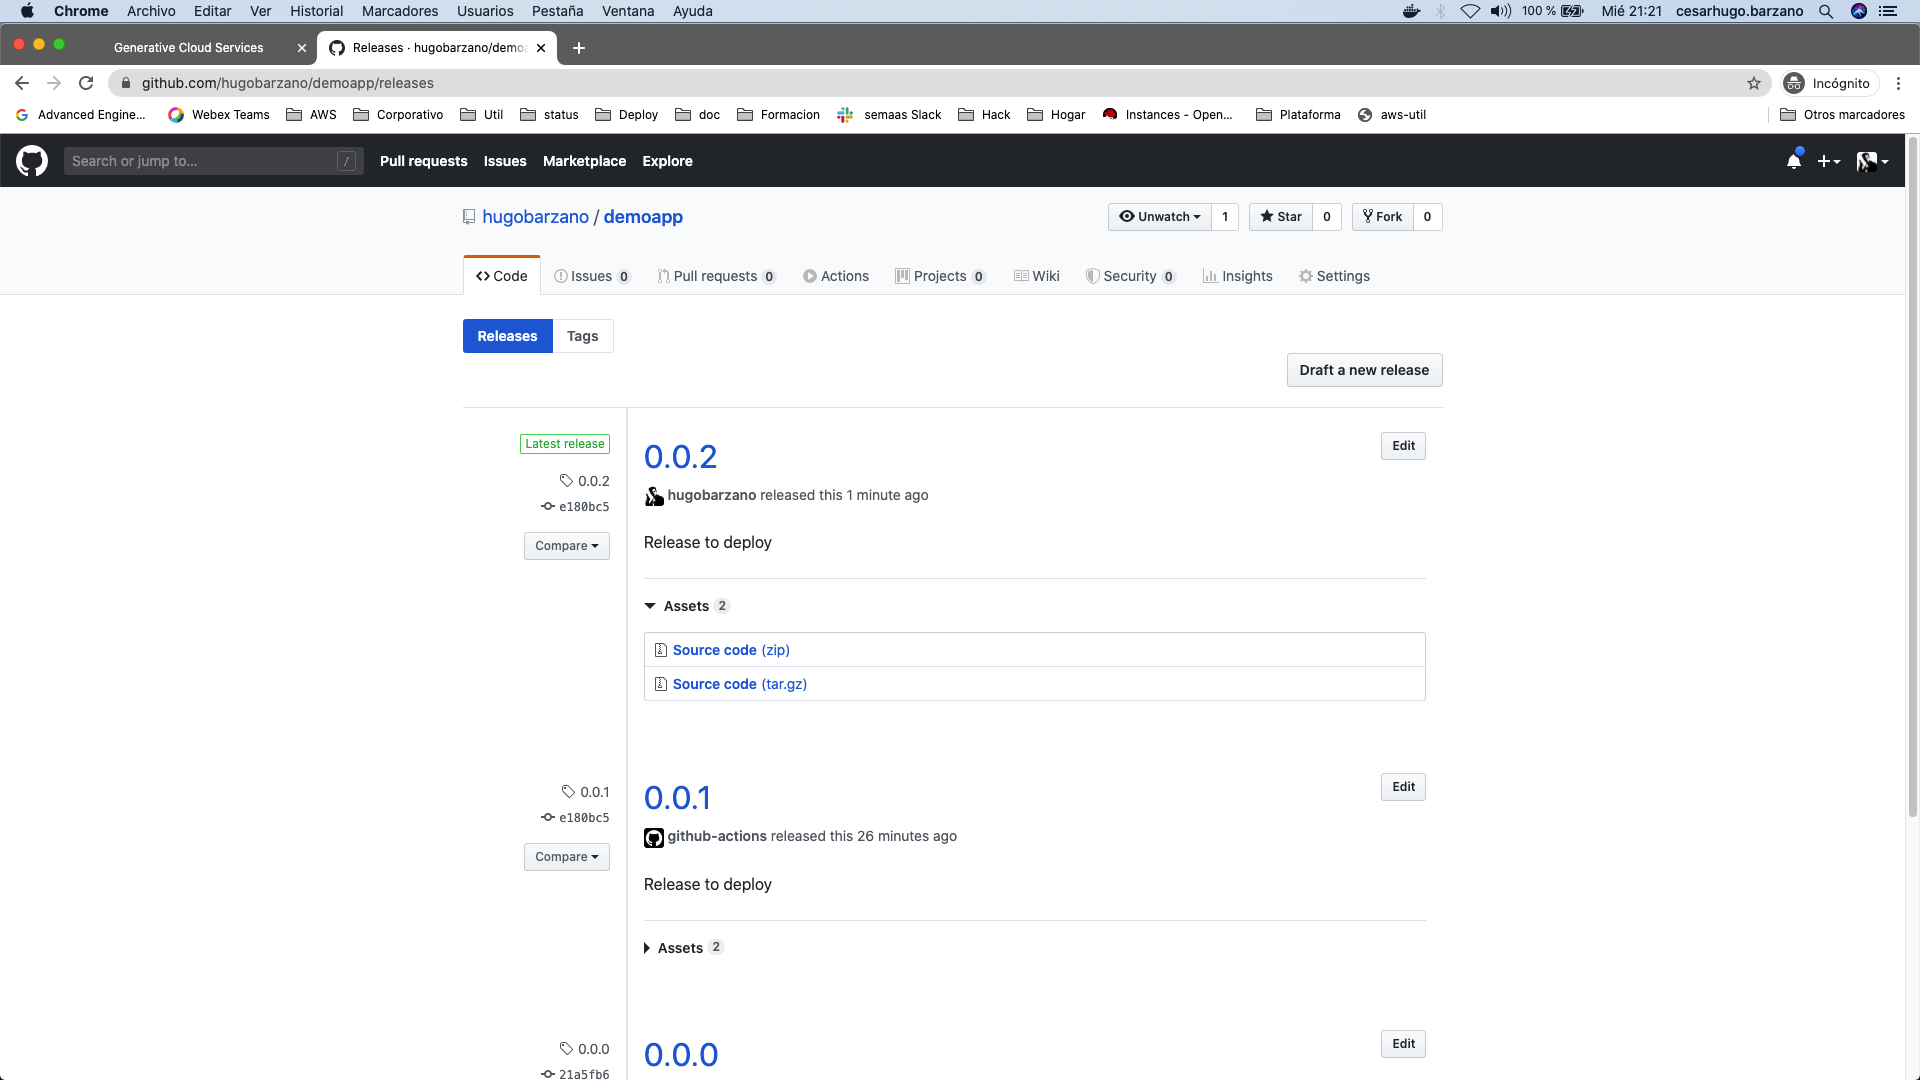 Chrome Archivo Editar Ver Historial Marcadores Usuarios Pestaña Ventana Ayuda 100 % Mié 21:21 cesarhugo.barzano
Generative Cloud Services Releases · hugobarzano/demoa
github.com/hugobarzano/demoapp/releases Incógnito
Advanced Engine... Webex Teams AWS Corporativo Util status Deploy doc Formacion semaas Slack Hack Hogar Instances - Open... Plataforma aws-util Otros marcadores
Search or jump to... / Pull requests Issues Marketplace Explore
hugobarzano / demoapp Unwatch 1 Star 0 Fork 0
Code Issues 0 Pull requests 0 Actions Projects 0 Wiki Security 0 Insights Settings
Releases Tags
Draft a new release
Latest release
0.0.2
e180bc5
Compare
0.0.2 Edit
hugobarzano released this 1 minute ago
Release to deploy
Assets 2
Source code (zip)
Source code (tar.gz)
0.0.1
e180bc5
Compare
0.0.1 Edit
github-actions released this 26 minutes ago
Release to deploy
Assets 2
0.0.0
21a5fb6
0.0.0 Edit